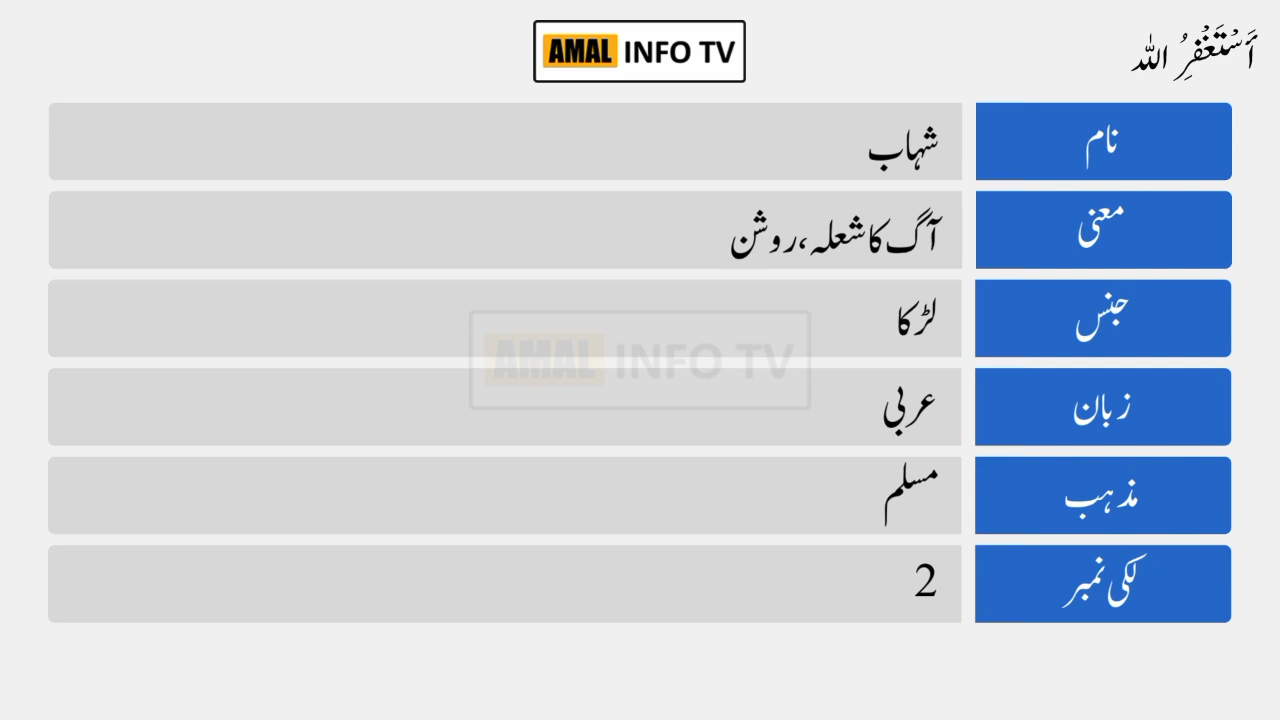 AMAL INFO TV
أَسْتَغْفِرُ اللّٰه
نام
شہاب
معنی
آگ کا شعلہ، روشن
جنس
لڑکا
زبان
عربی
مذہب
مسلم
لکی نمبر
2
AMAL INFO TV